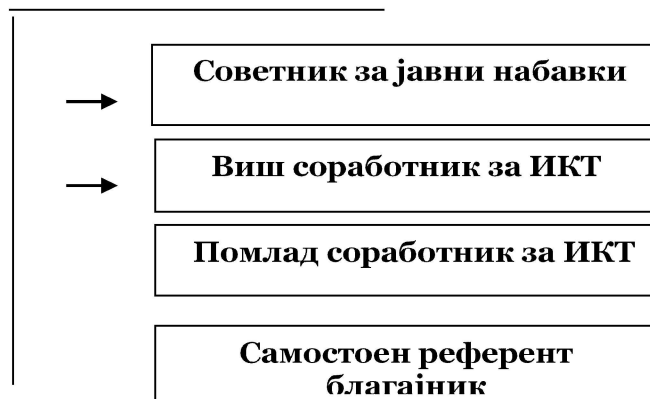 Советник за јавни набавки
Виш соработник за ИКТ
Помлад соработник за ИКТ
Самостоен референт
благајник